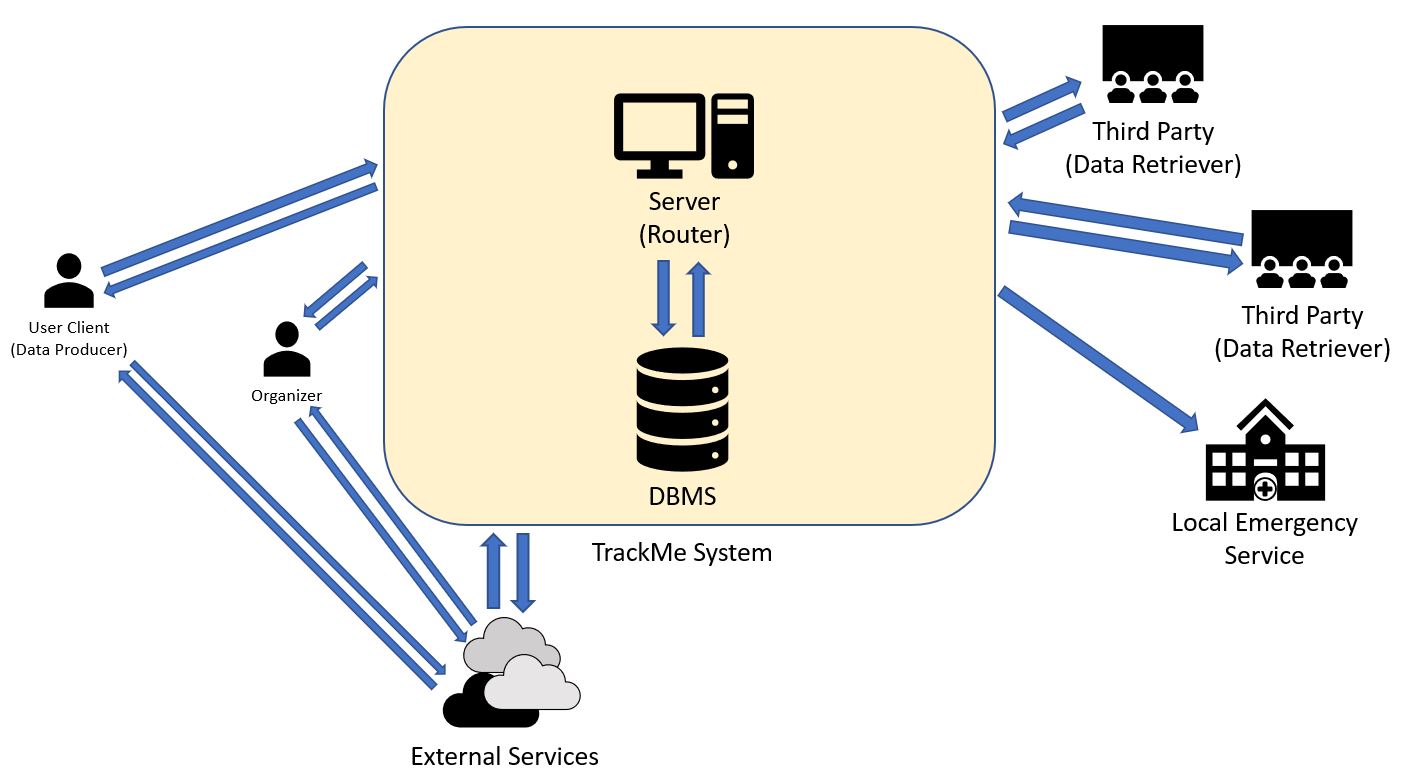 Third Party
(Data Retriever)
Server
(Router)
Third Party
(Data Retriever)
User Client
(Data Producer)
Organizer
DBMS
Local Emergency
Service
TrackMe System
External Services